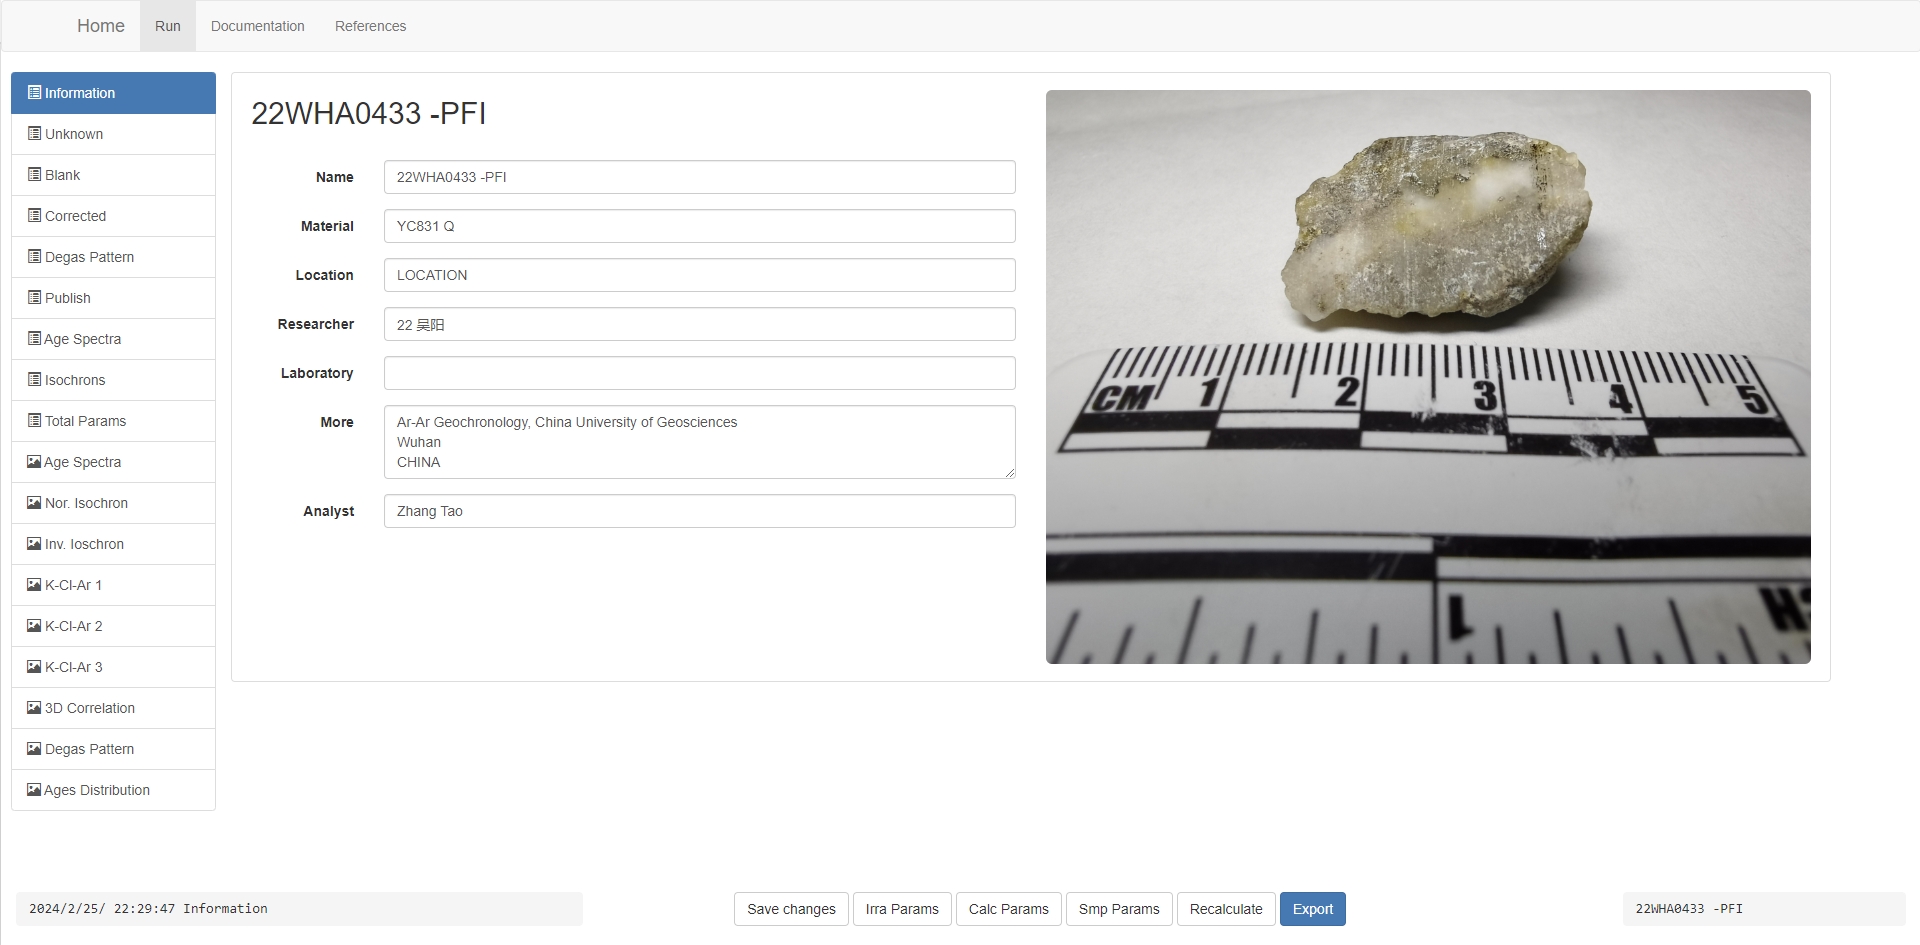 Home
Run
Documentation
References
Information
Unknown
Blank
Corrected
Degas Pattern
Publish
Age Spectra
Isochrons
Total Params
Age Spectra
Nor. Isochron
Inv. Ioschron
K-Cl-Ar 1
K-Cl-Ar 2
K-Cl-Ar 3
3D Correlation
Degas Pattern
Ages Distribution
22WHA0433 -PFI
Name
22WHA0433 -PFI
Material
YC831 Q
Location
LOCATION
Researcher
22 吴阳
Laboratory
More
Ar-Ar Geochronology, China University of Geosciences
Wuhan
CHINA
Analyst
Zhang Tao
CM 1 2 3 4 5
1
2024/2/25/ 22:29:47 Information
Save changes
Irra Params
Calc Params
Smp Params
Recalculate
Export
22WHA0433 -PFI